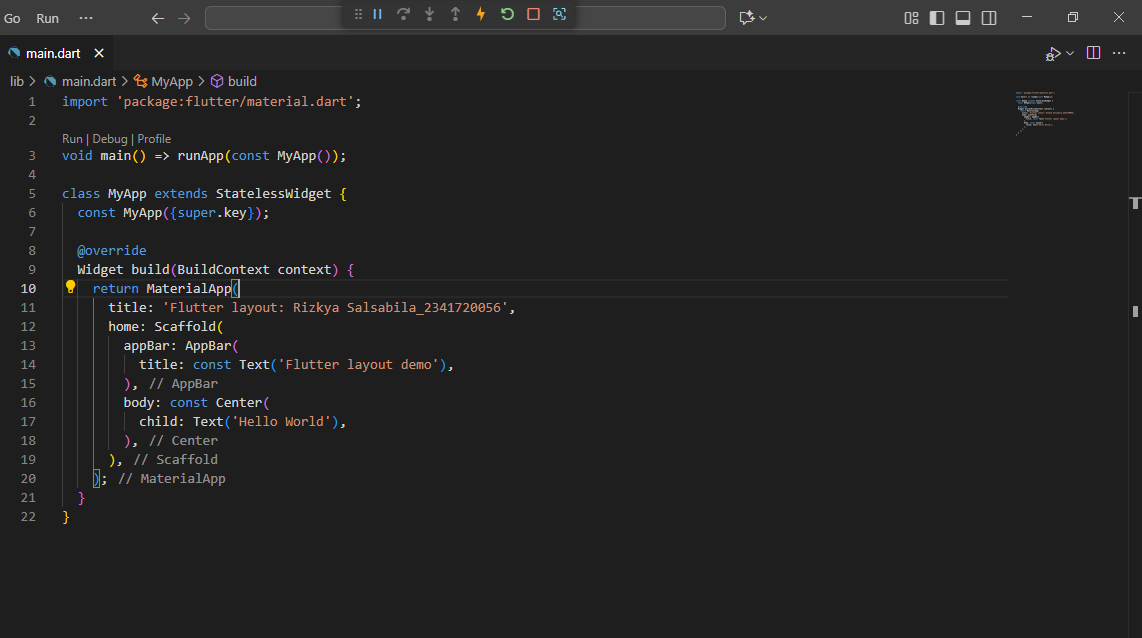 Go Run ···
main.dart
lib > main.dart > MyApp > build
1 import 'package:flutter/material.dart';
2
Run | Debug | Profile
3 void main() => runApp(const MyApp());
4
5 class MyApp extends StatelessWidget {
6 const MyApp({super.key});
7
8 @override
9 Widget build(BuildContext context) {
10 return MaterialApp(
11 title: 'Flutter layout: Rizkya Salsabila_2341720056',
12 home: Scaffold(
13 appBar: AppBar(
14 title: const Text('Flutter layout demo'),
15 ), // AppBar
16 body: const Center(
17 child: Text('Hello World'),
18 ), // Center
19 ), // Scaffold
20 ); // MaterialApp
21 }
22 }